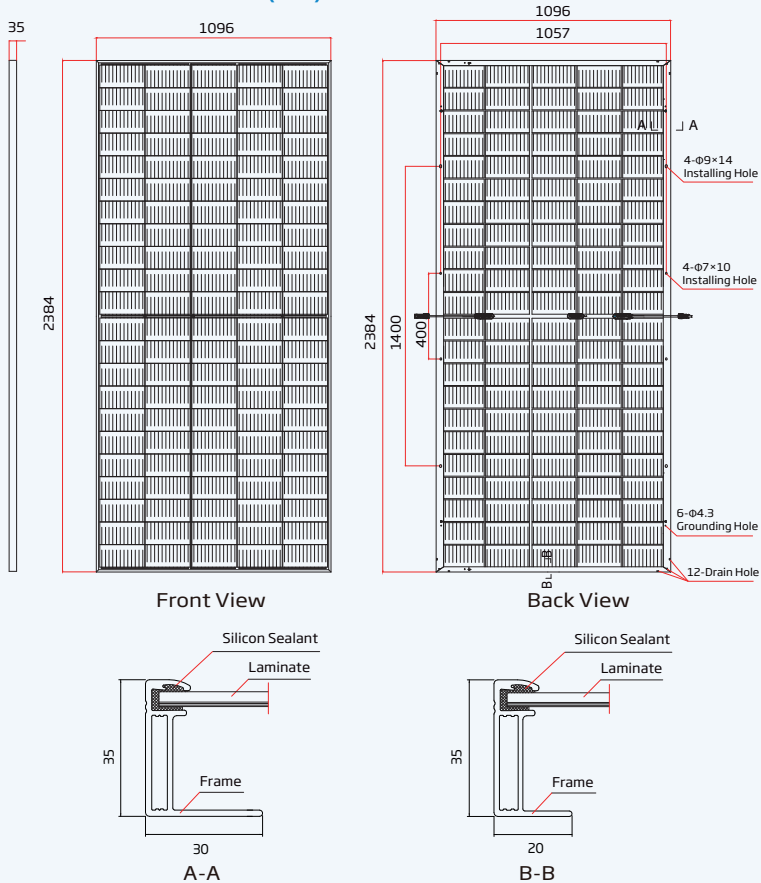 35
1096
2384
Front View
1096
1057
A A
4-Φ9×14
Installing Hole
4-Φ7×10
Installing Hole
2384
1400
400
6-Φ4.3
Grounding Hole
12-Drain Hole
B
B
Back View
Silicon Sealant
Laminate
35
Frame
30
A-A
Silicon Sealant
Laminate
35
Frame
20
B-B